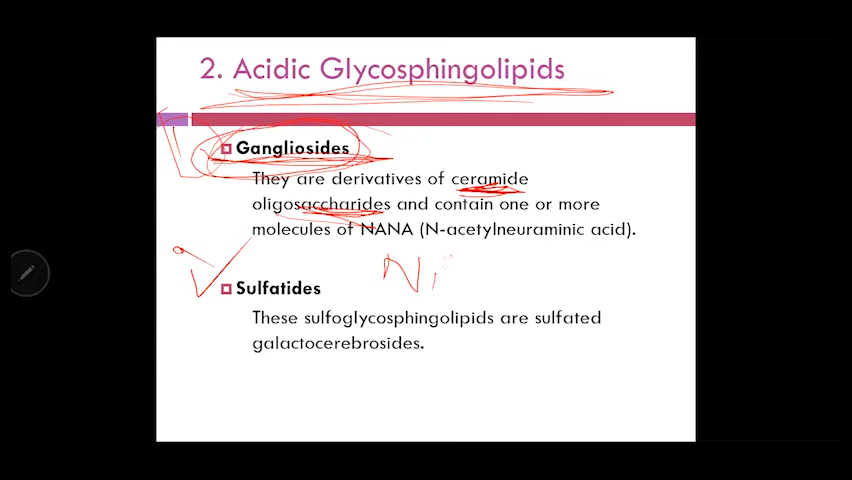 2. Acidic Glycosphingolipids
Gangliosides
They are derivatives of ceramide
oligosaccharides and contain one or more
molecules of NANA (N-acetylneuraminic acid).
Sulfatides
These sulfoglycosphingolipids are sulfated
galactocerebrosides.